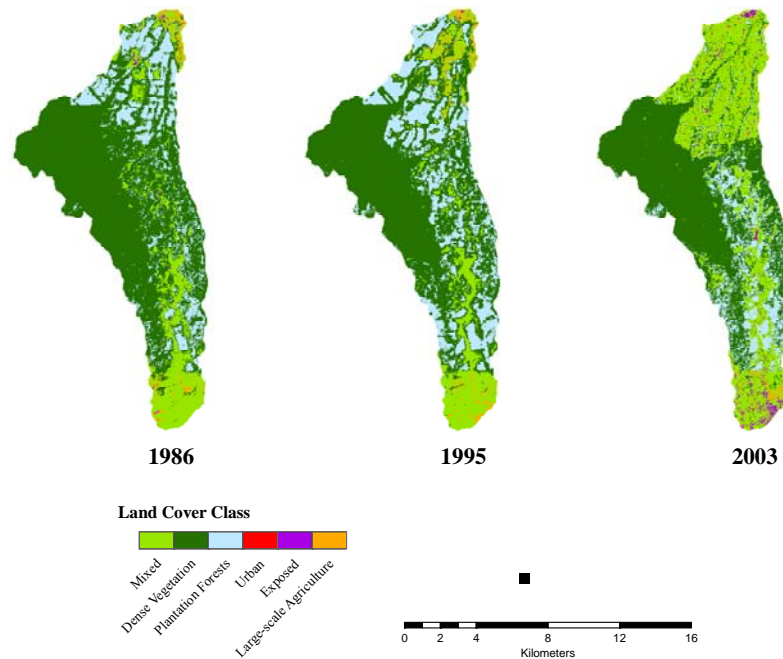 1986 1995 2003
Land Cover Class
Mixed
Dense Vegetation
Plantation Forests
Urban
Exposed
Large-scale Agriculture
0 2 4 8 12 16
Kilometers